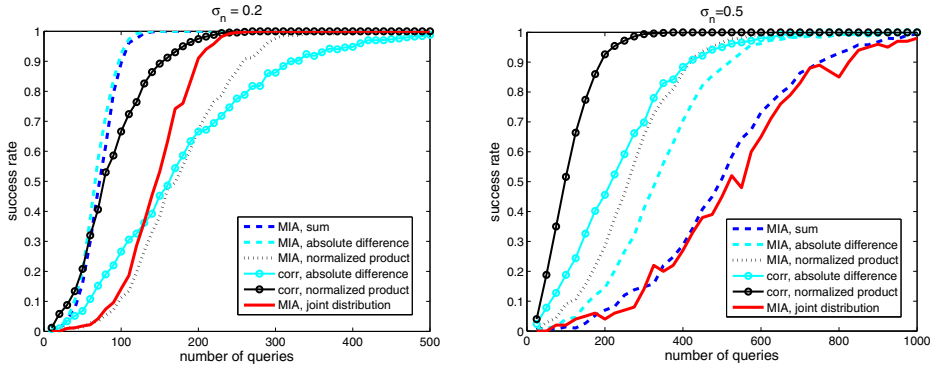 σn = 0.2
success rate
1
0.9
0.8
0.7
0.6
0.5
0.4
0.3
0.2
0.1
0
0 100 200 300 400 500
number of queries
MIA, sum
MIA, absolute difference
MIA, normalized product
corr, absolute difference
corr, normalized product
MIA, joint distribution
σn=0.5
success rate
1
0.9
0.8
0.7
0.6
0.5
0.4
0.3
0.2
0.1
0
0 200 400 600 800 1000
number of queries
MIA, sum
MIA, absolute difference
MIA, normalized product
corr, absolute difference
corr, normalized product
MIA, joint distribution